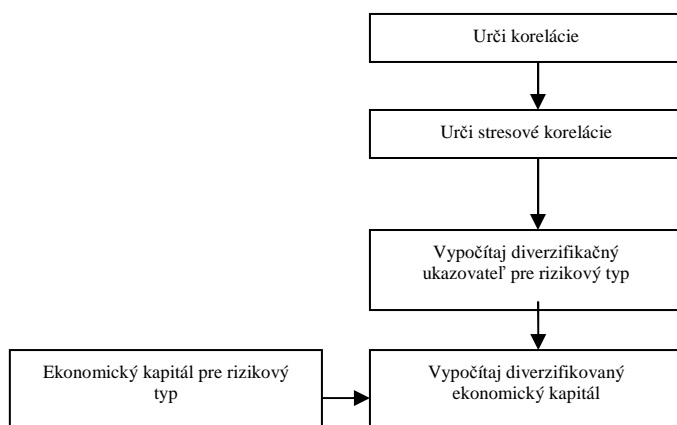 Urči korelácie
Urči stresové korelácie
Vypočítaj diverzifikačný
ukazovateľ pre rizikový typ
Ekonomický kapitál pre rizikový
typ
Vypočítaj diverzifikovaný
ekonomický kapitál